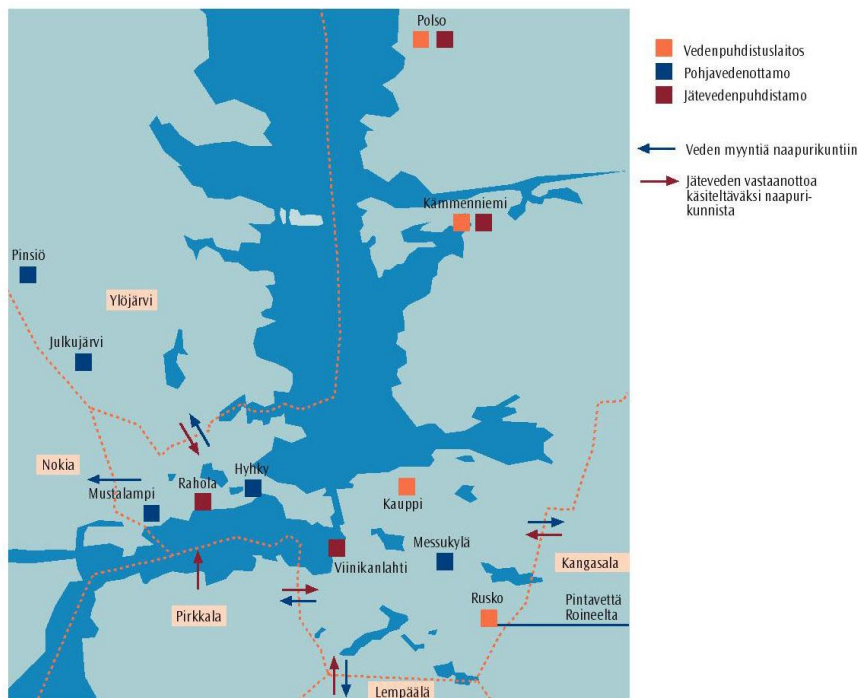 Polso
Vedenpuhdistuslaitos
Pohjavedenottamo
Jätevedenpuhdistamo
Veden myyntiä naapurikuntiin
Jäteveden vastaanottoa
käsiteltäväksi naapuri-
kunnista
Kämmenniemi
Pinsiö
Ylöjärvi
Julkujärvi
Nokia
Mustalampi
Rahola
Hyhky
Kauppi
Messukylä
Viinikanlahti
Kangasala
Rusko
Pintavettä
Roineelta
Pirkkala
Lempäälä